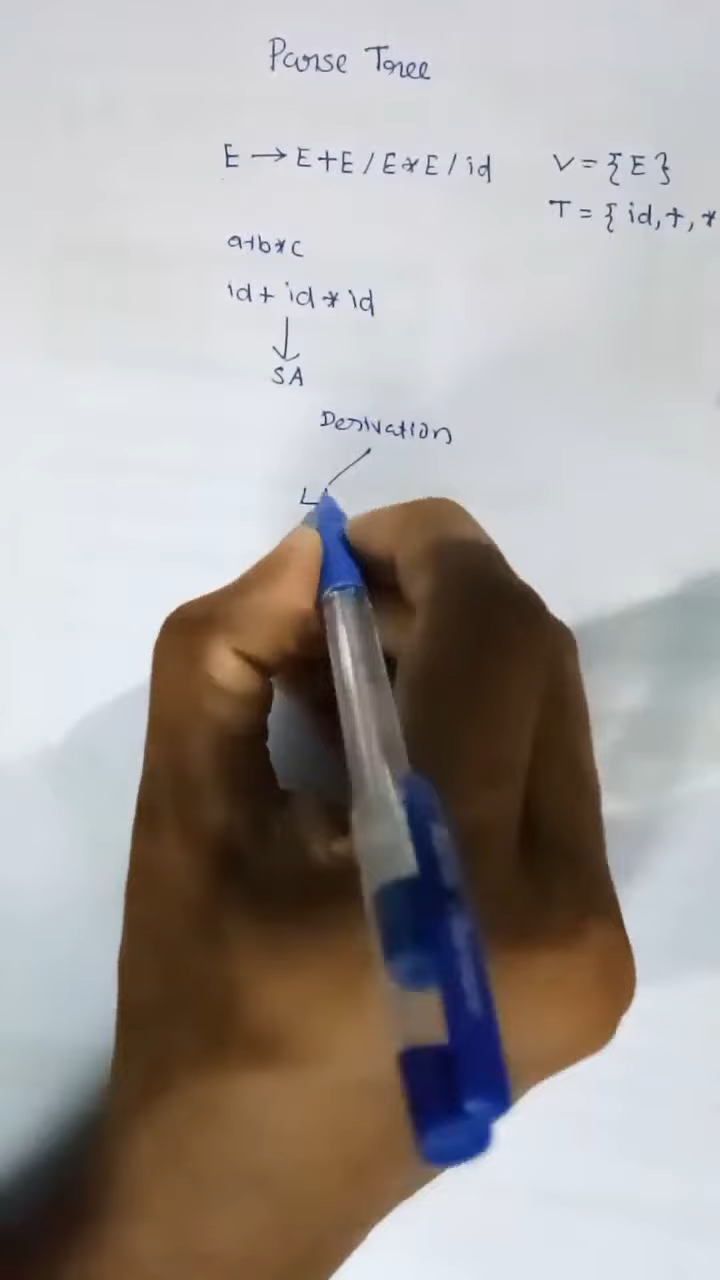 Parse Tree
E → E+E / E*E / id
V = {E}
T = { id, +, *
a+b*c
id + id * id
↓
SA
Derivation
L